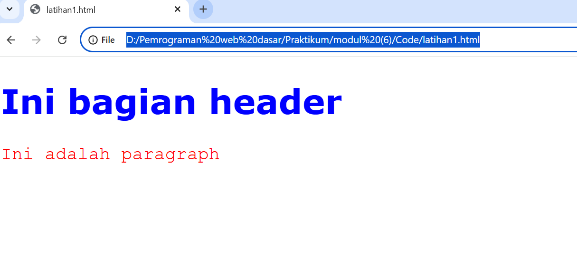 latihan1.html
File D:/Pemrograman%20web%20dasar/Praktikum/modul%20(6)/Code/latihan1.html
Ini bagian header
Ini adalah paragraph